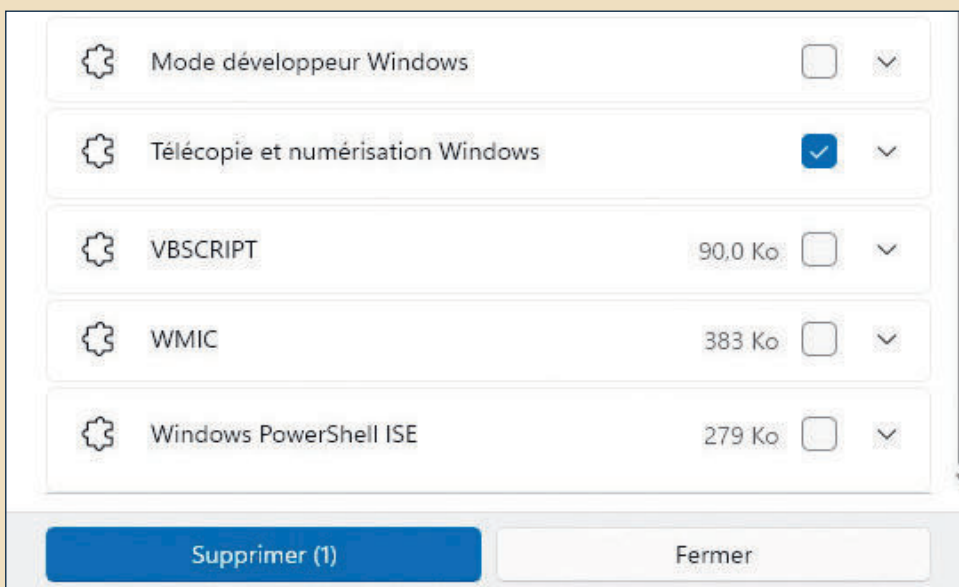 Mode développeur Windows
Télécopie et numérisation Windows
VBSCRIPT 90,0 Ko
WMIC 383 Ko
Windows PowerShell ISE 279 Ko
Supprimer (1) Fermer